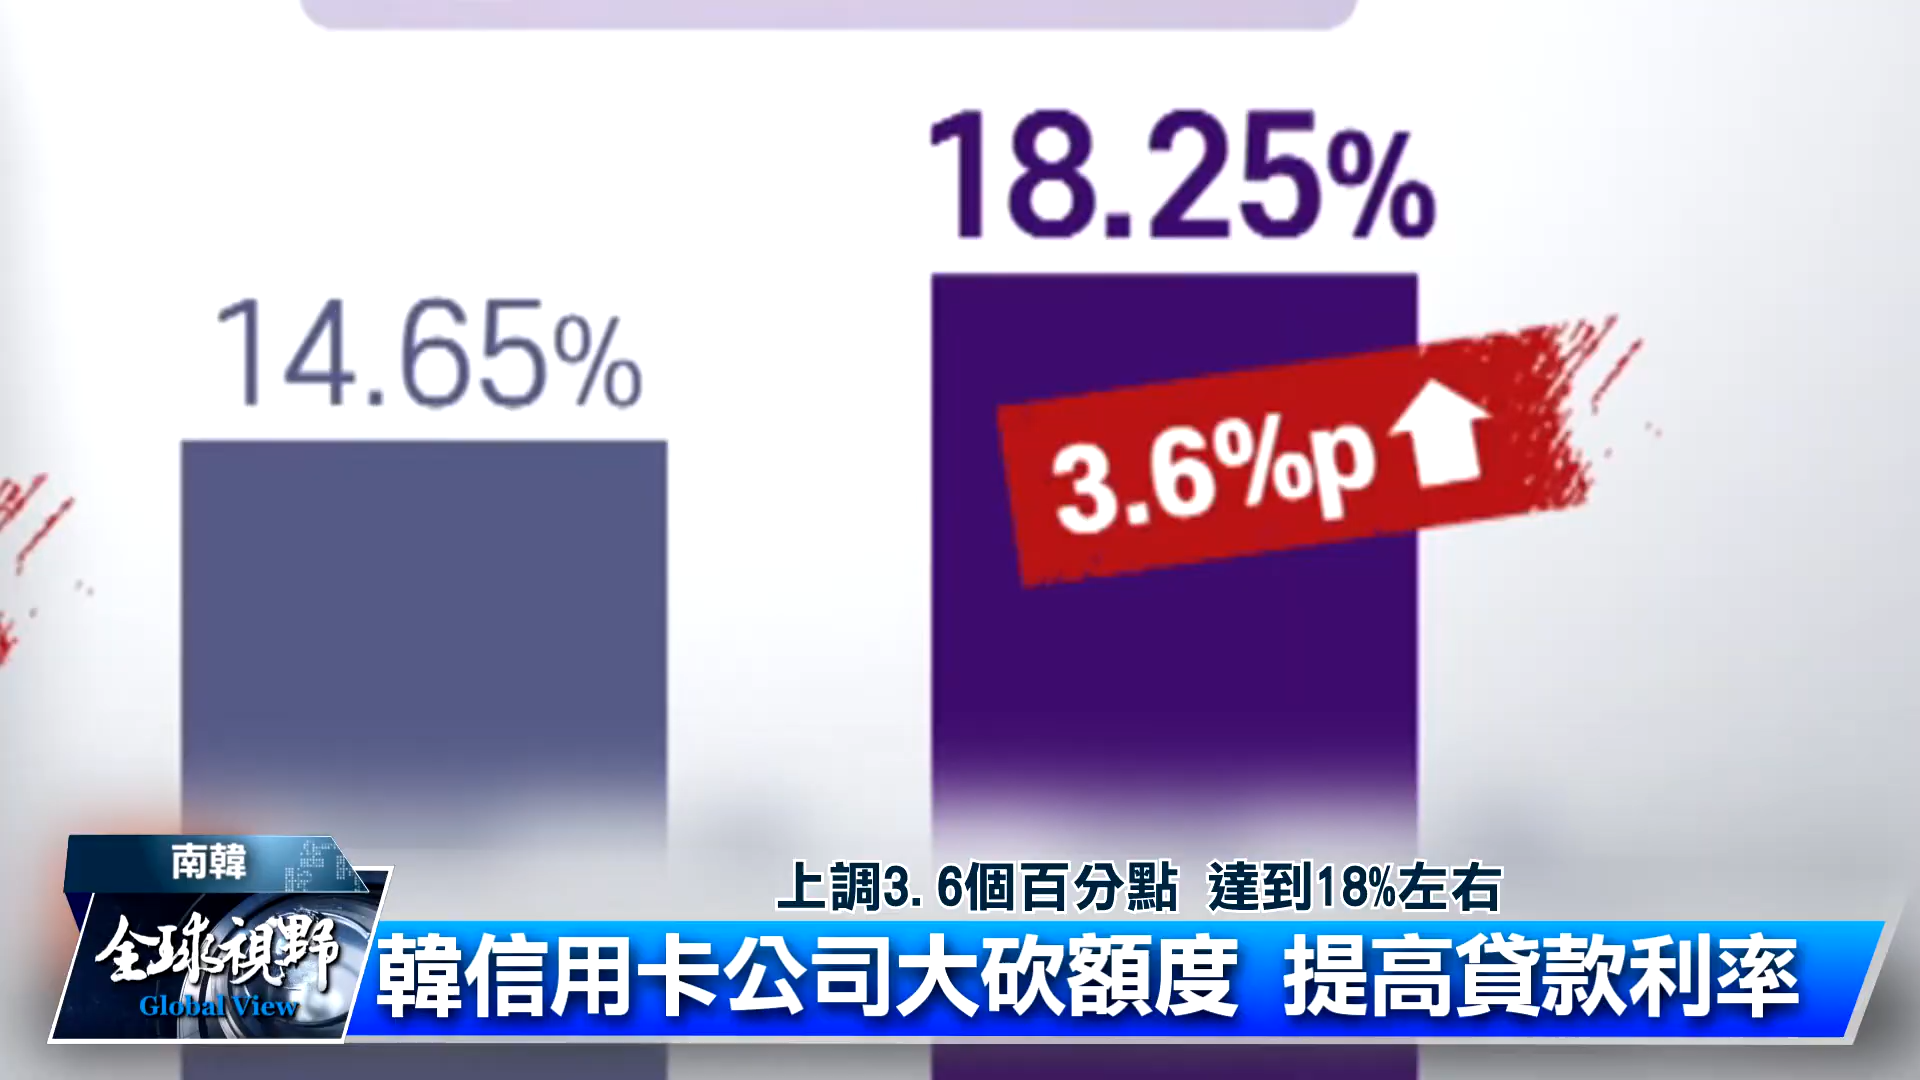 18.25%
14.65%
3.6%p
南韓
上調3.6個百分點 達到18%左右
全球視野
Global View
韓信用卡公司大砍額度 提高貸款利率